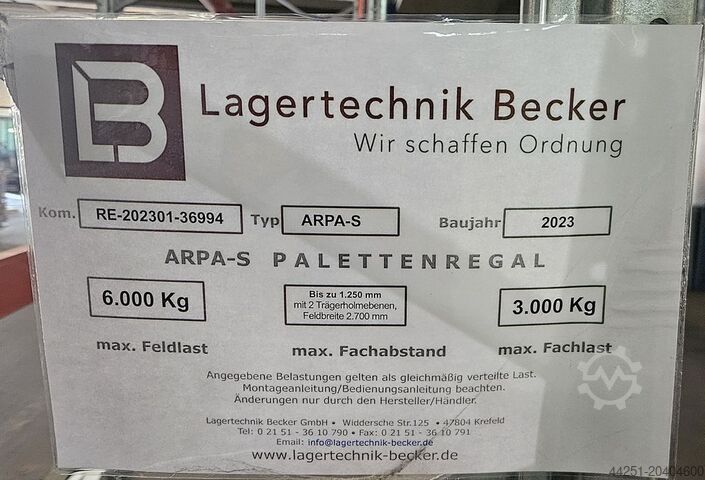 B
Lagertechnik Becker
Wir schaffen Ordnung
Kom. RE-202301-36994 Typ ARPA-S Baujahr 2023
ARPA-S PALETTENREGAL
6.000 Kg
Bis zu 1.250 mm
mit 2 Trägerholmebenen,
Feldbreite 2.700 mm
3.000 Kg
max. Feldlast max. Fachabstand max. Fachlast
Angegebene Belastungen gelten als gleichmäßig verteilte Last.
Montageanleitung/Bedienungsanleitung beachten.
Änderungen nur durch den Hersteller/Händler.
Lagertechnik Becker GmbH • Widdersche Str.125 • 47804 Krefeld
Tel: 0 21 51 - 36 10 790 • Fax: 0 21 51 - 36 10 791
Email: info@lagertechnik-becker.de
www.lagertechnik-becker.de
44251-20404600